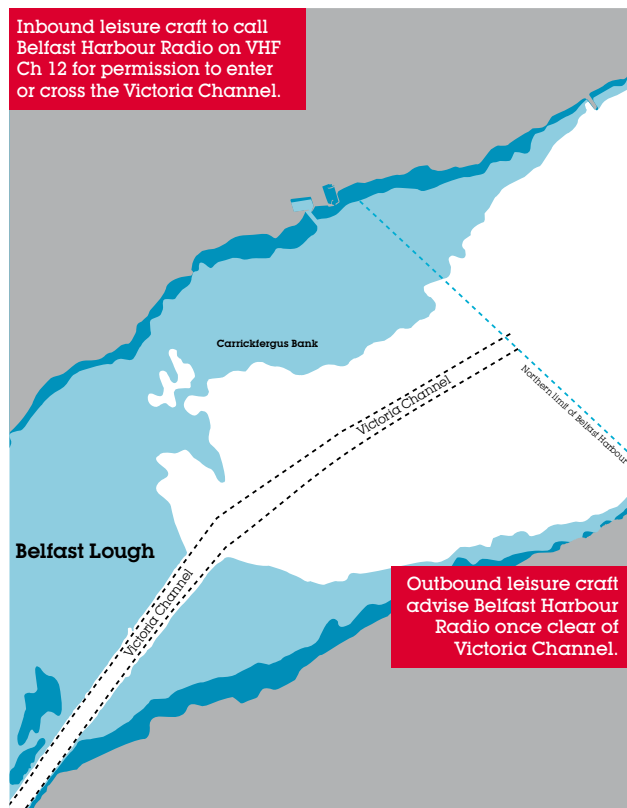 Inbound leisure craft to call
Belfast Harbour Radio on VHF
Ch 12 for permission to enter
or cross the Victoria Channel.
Carrickfergus Bank
Victoria Channel
Northern limit of Belfast Harbour
Belfast Lough
Victoria Channel
Outbound leisure craft
advise Belfast Harbour
Radio once clear of
Victoria Channel.